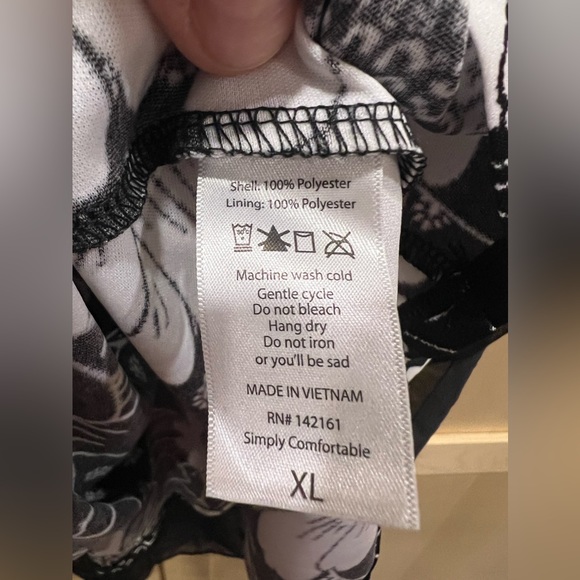 Shell: 100% Polyester
Lining: 100% Polyester
Machine wash cold
Gentle cycle
Do not bleach
Hang dry
Do not iron
or you'll be sad
MADE IN VIETNAM
RN# 142161
Simply Comfortable
XL